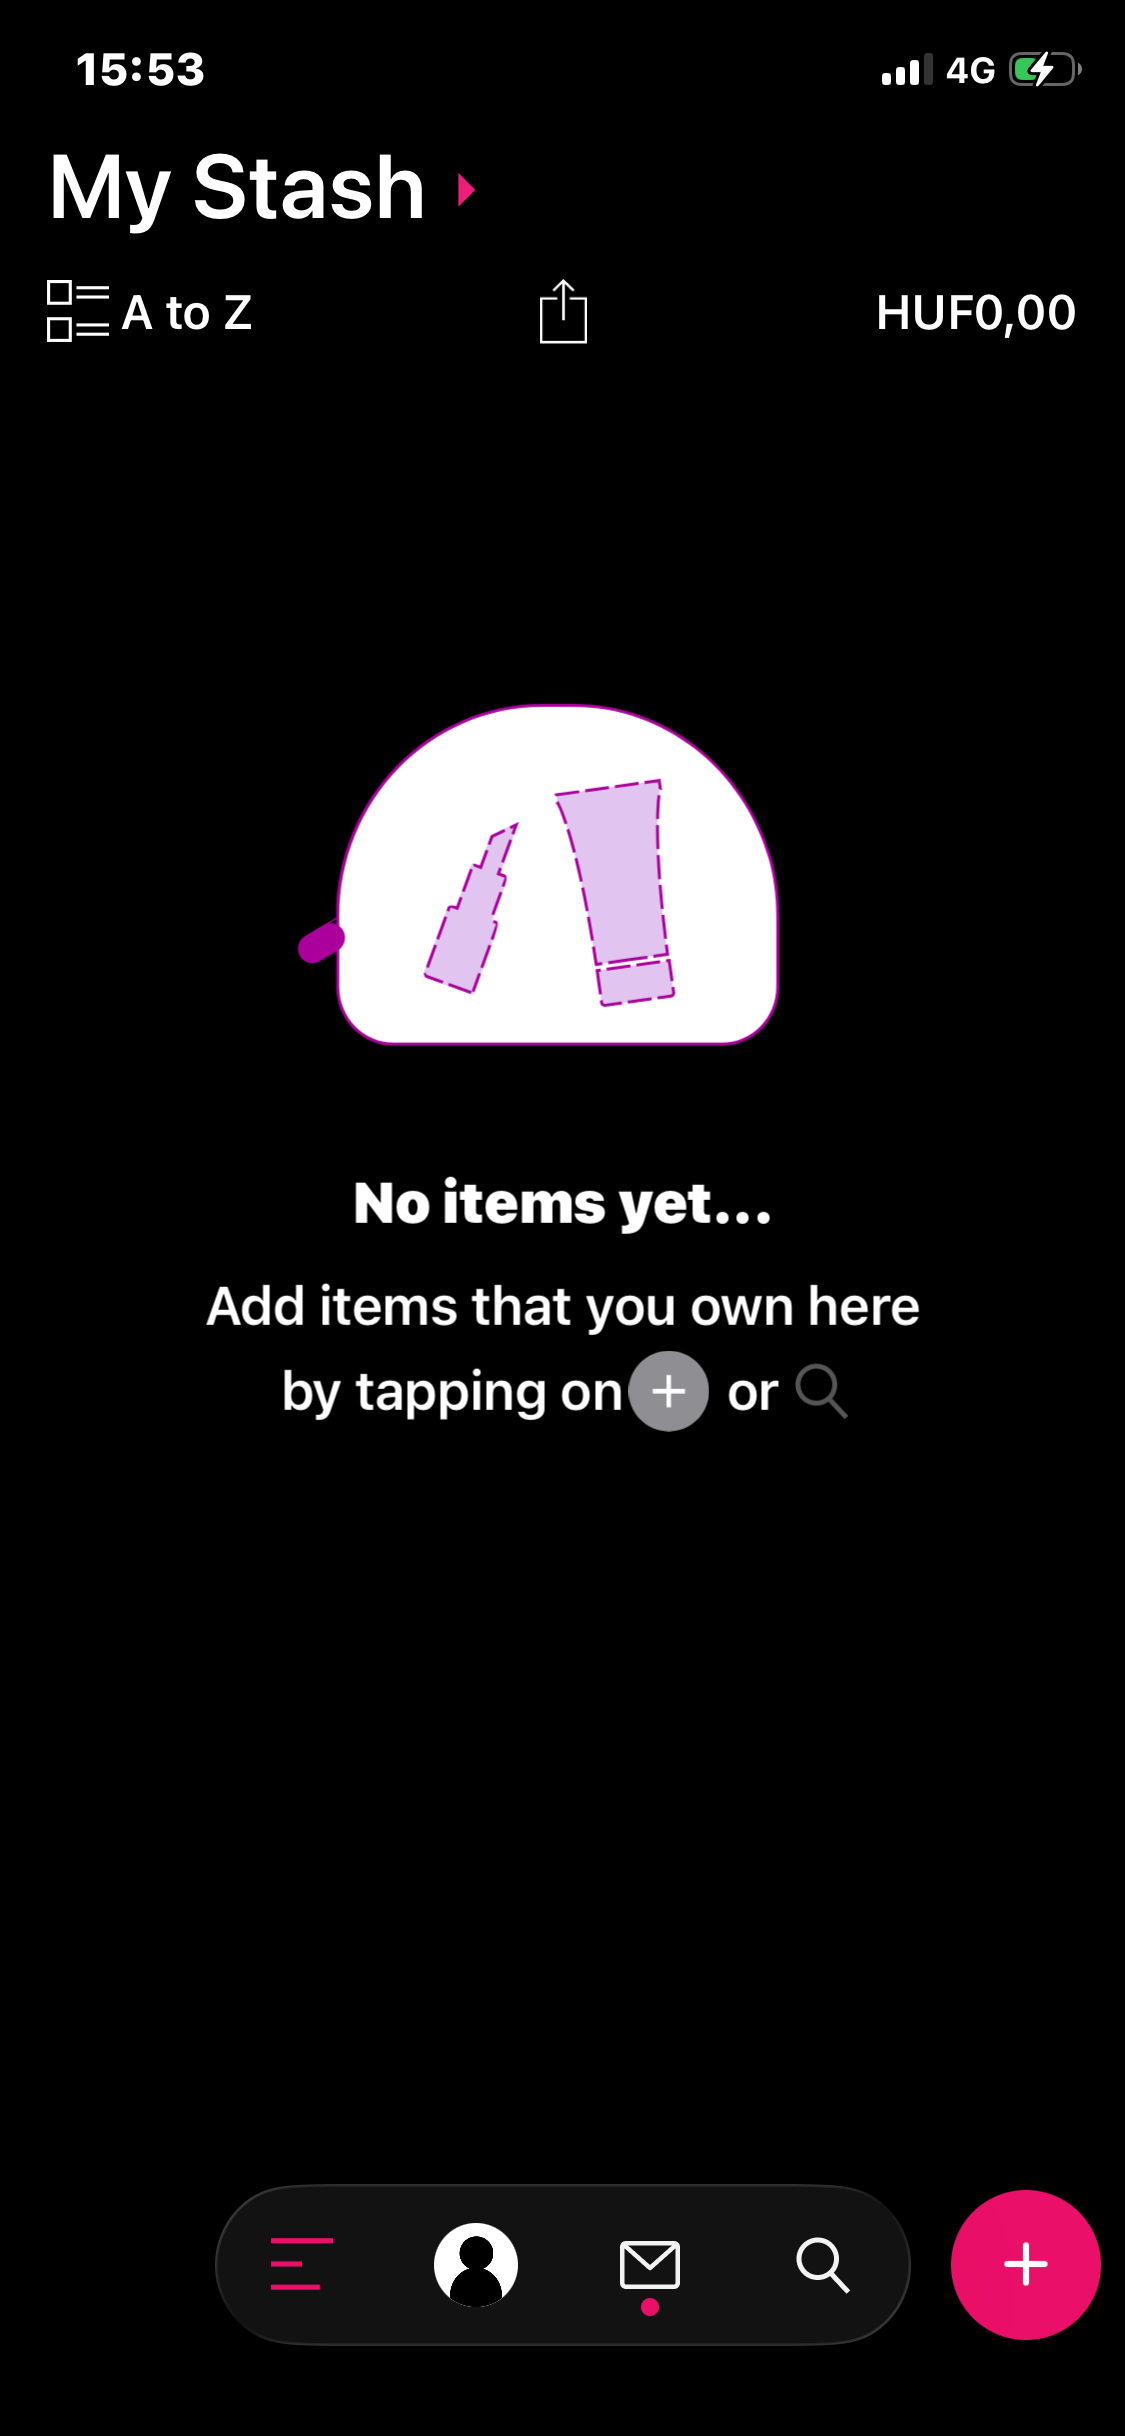 15:53
4G
My Stash
A to Z
HUF0,00
No items yet...
Add items that you own here
by tapping on + or